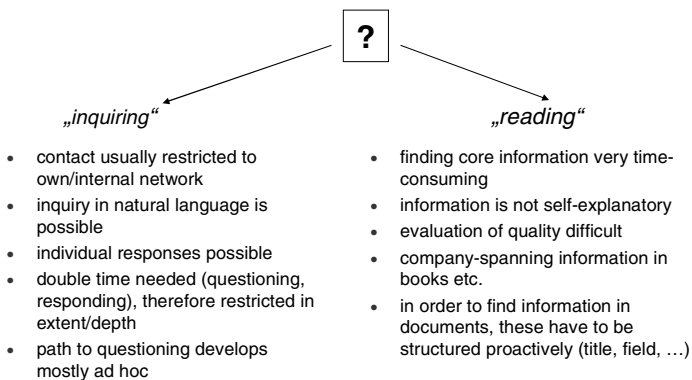 ?
„inquiring“
• contact usually restricted to
own/internal network
• inquiry in natural language is
possible
• individual responses possible
• double time needed (questioning,
responding), therefore restricted in
extent/depth
• path to questioning develops
mostly ad hoc
„reading“
• finding core information very time-
consuming
• information is not self-explanatory
• evaluation of quality difficult
• company-spanning information in
books etc.
• in order to find information in
documents, these have to be
structured proactively (title, field, …)